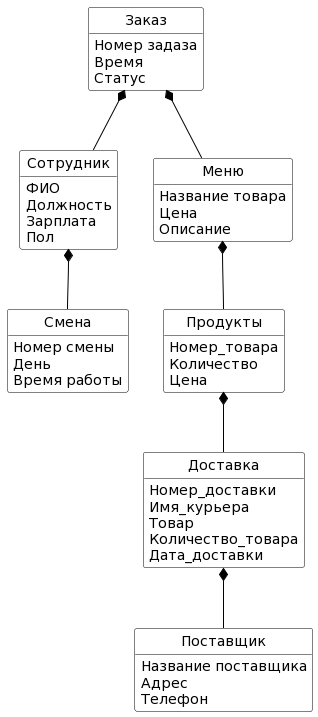 Заказ
Номер задаза
Время
Статус
Сотрудник
ФИО
Должность
Зарплата
Пол
Меню
Название товара
Цена
Описание
Смена
Номер смены
День
Время работы
Продукты
Номер_товара
Количество
Цена
Доставка
Номер_доставки
Имя_курьера
Товар
Количество_товара
Дата_доставки
Поставщик
Название поставщика
Адрес
Телефон